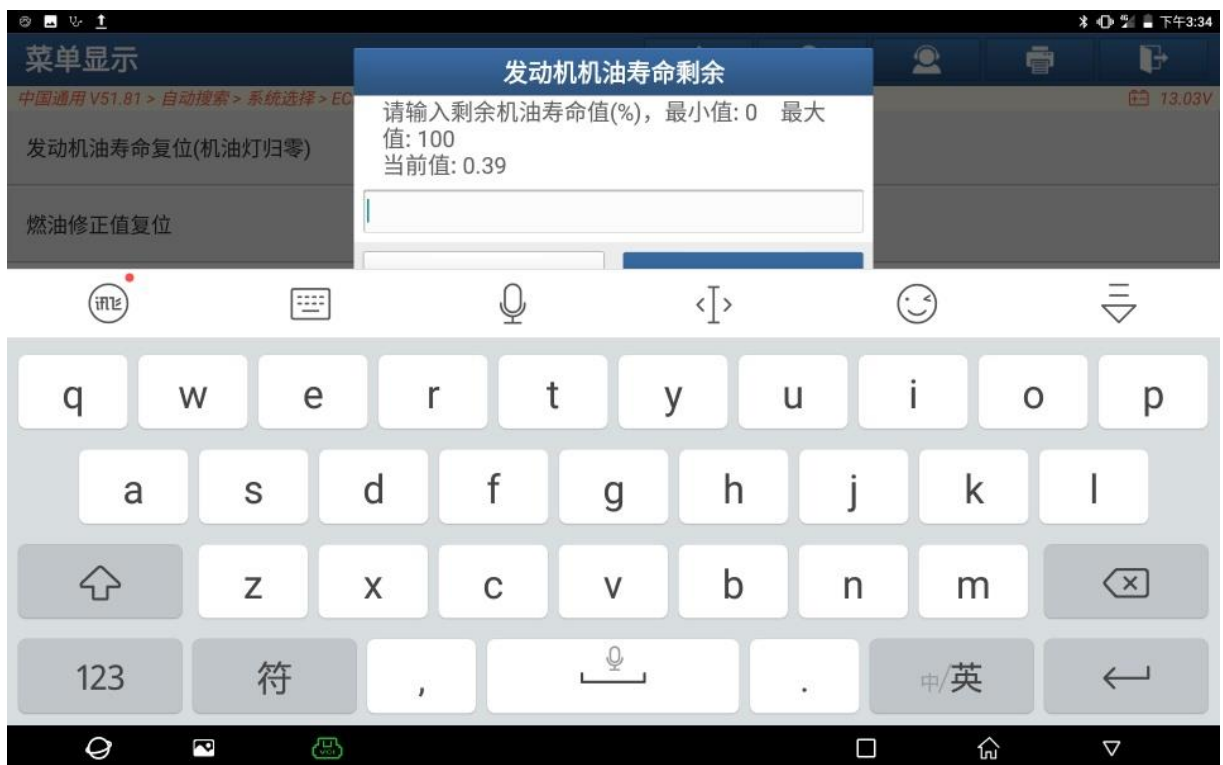 下午3:34
菜单显示
发动机机油寿命剩余
中国通用 V51.81 > 自动搜索 > 系统选择 > EC
13.03V
请输入剩余机油寿命值(%)，最小值: 0 最大
值: 100
当前值: 0.39
发动机油寿命复位(机油灯归零)
燃油修正值复位
讯飞
q w e r t y u i o p
a s d f g h j k l
z x c v b n m
123 符 , . 中/英
VCI